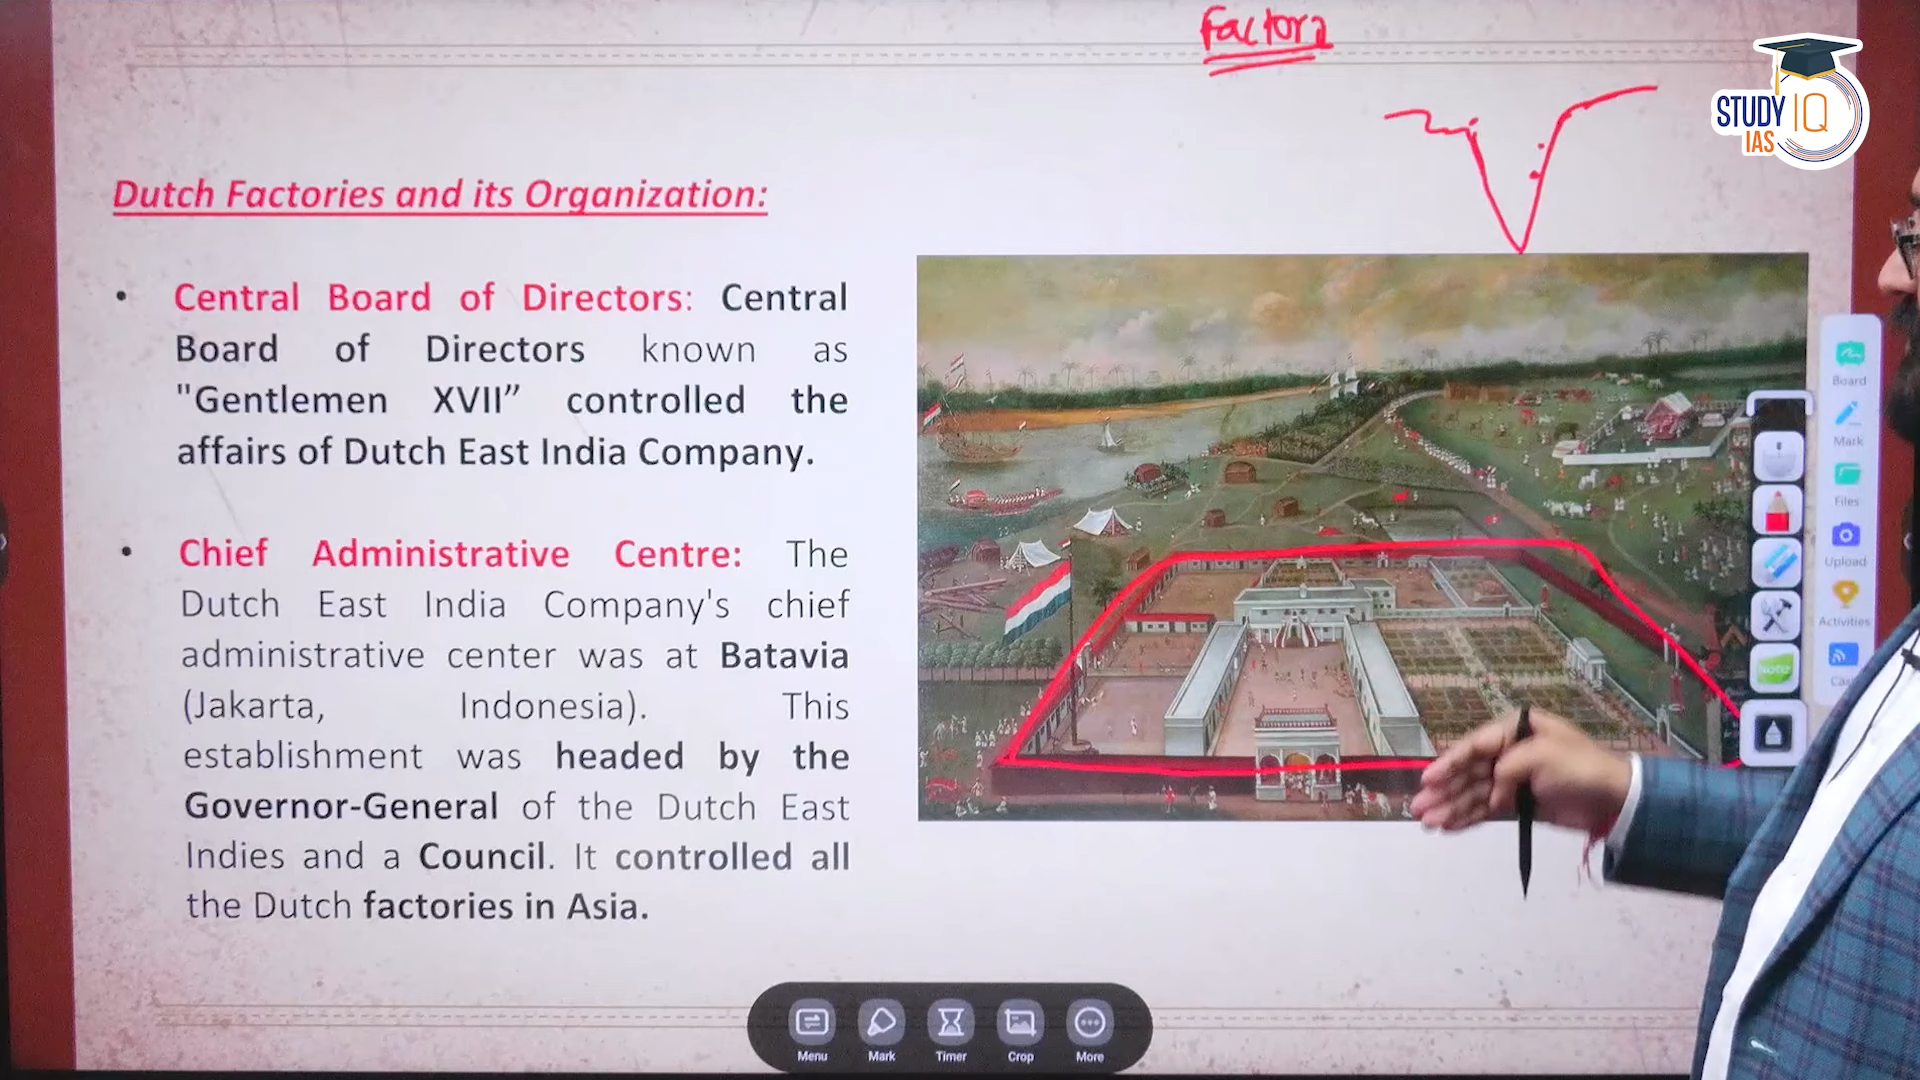 Factory
STUDY IQ
IAS
Dutch Factories and its Organization:
• Central Board of Directors: Central
Board of Directors known as
"Gentlemen XVII” controlled the
affairs of Dutch East India Company.
• Chief Administrative Centre: The
Dutch East India Company's chief
administrative center was at Batavia
(Jakarta, Indonesia). This
establishment was headed by the
Governor-General of the Dutch East
Indies and a Council. It controlled all
the Dutch factories in Asia.
Board
Mark
Files
Upload
Activities
Note
Menu
Mark
Timer
Crop
More